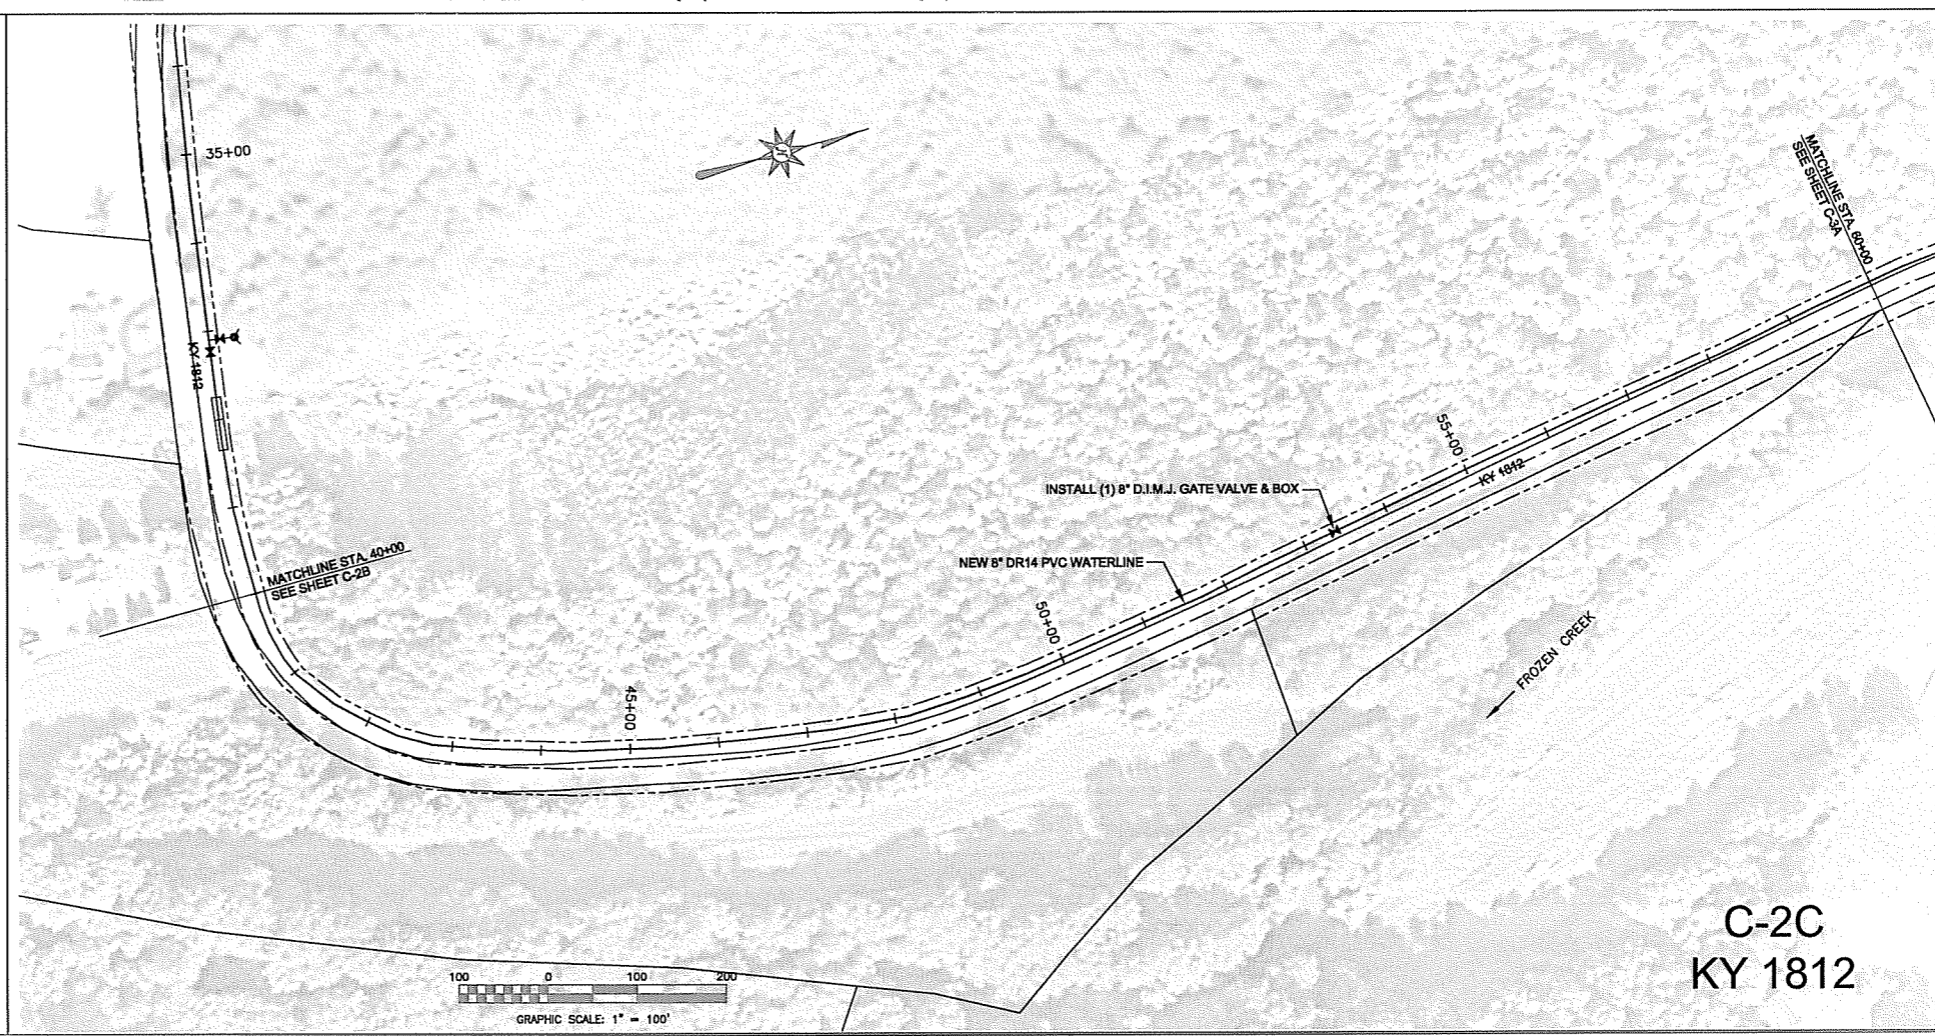 35+00
N
MATCHLINE STA. 60+00
SEE SHEET C-3A
KY 1812
55+00
KY 1812
INSTALL (1) 8" D.I.M.J. GATE VALVE & BOX
NEW 8" DR14 PVC WATERLINE
50+00
MATCHLINE STA. 40+00
SEE SHEET C-2B
FROZEN CREEK
45+00
C-2C
KY 1812
100 0 100 200
GRAPHIC SCALE: 1" = 100'